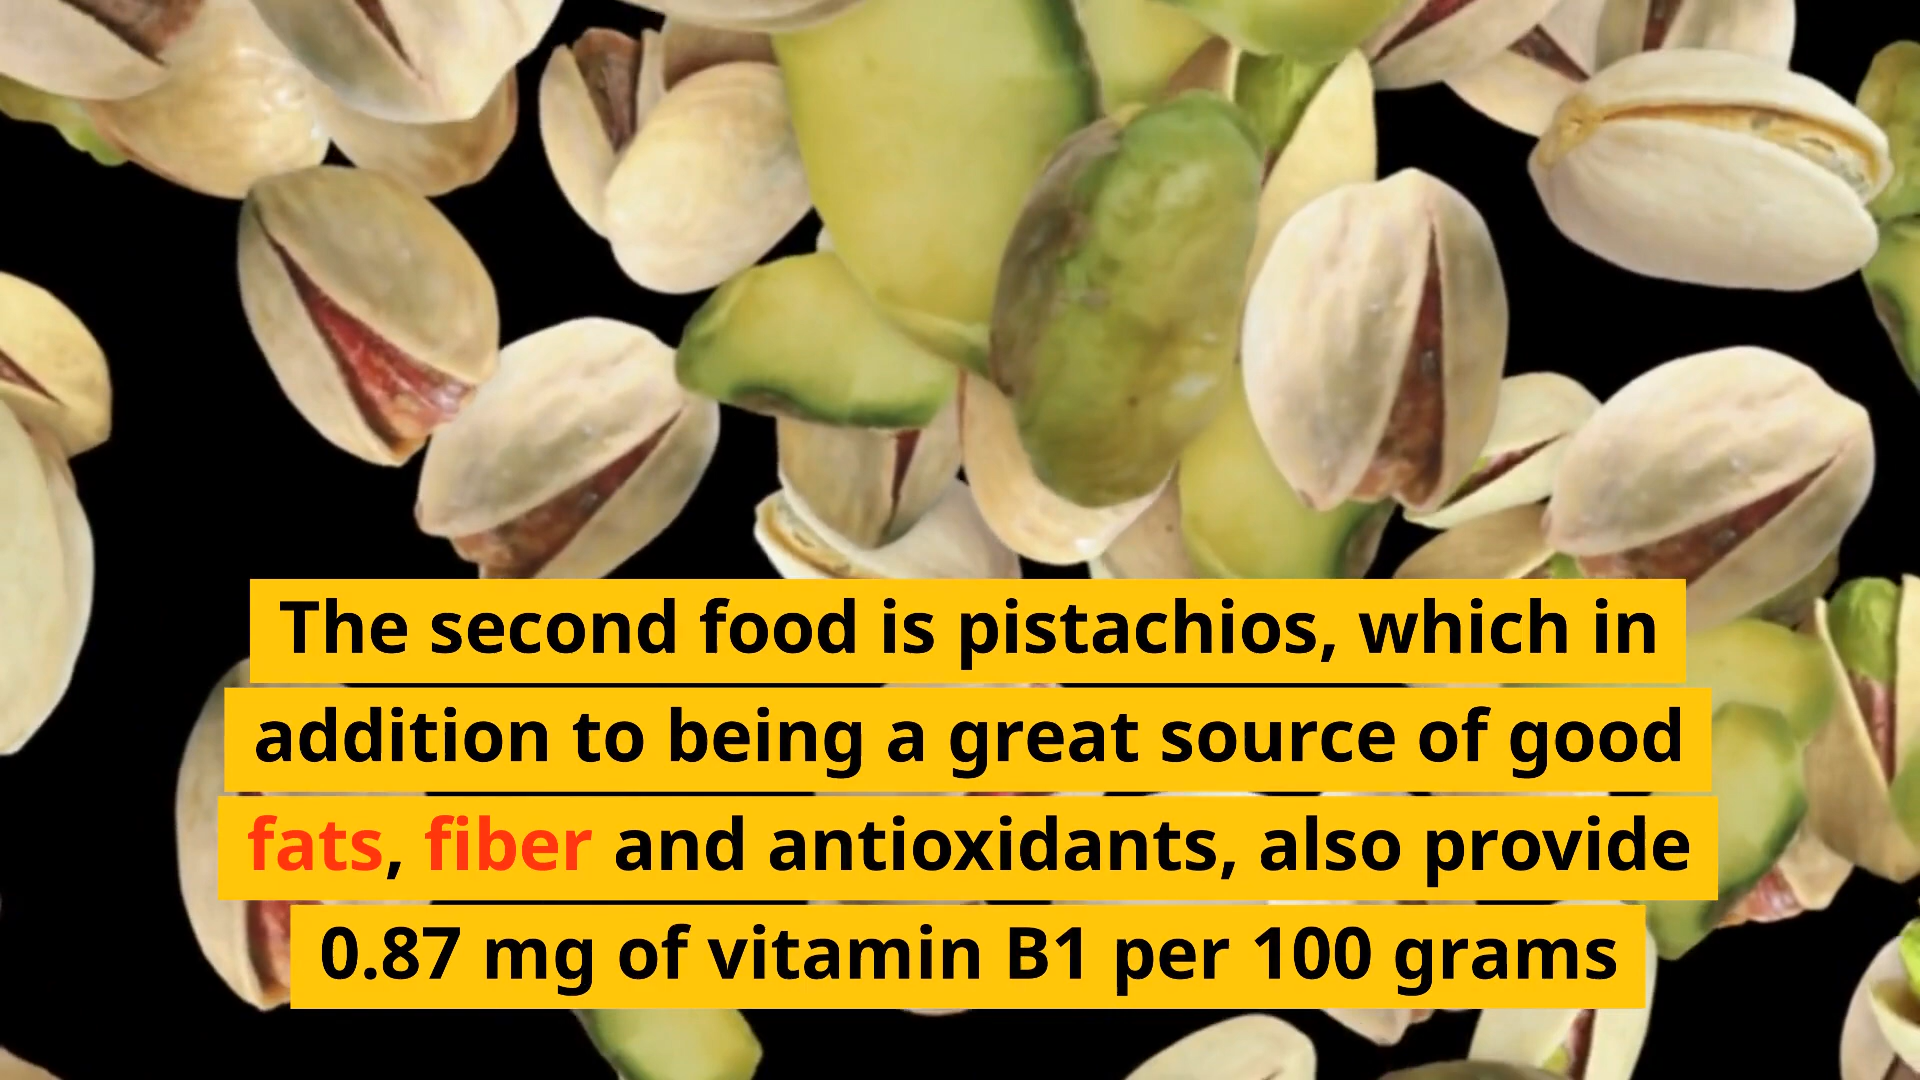 The second food is pistachios, which in
addition to being a great source of good
fats, fiber and antioxidants, also provide
0.87 mg of vitamin B1 per 100 grams